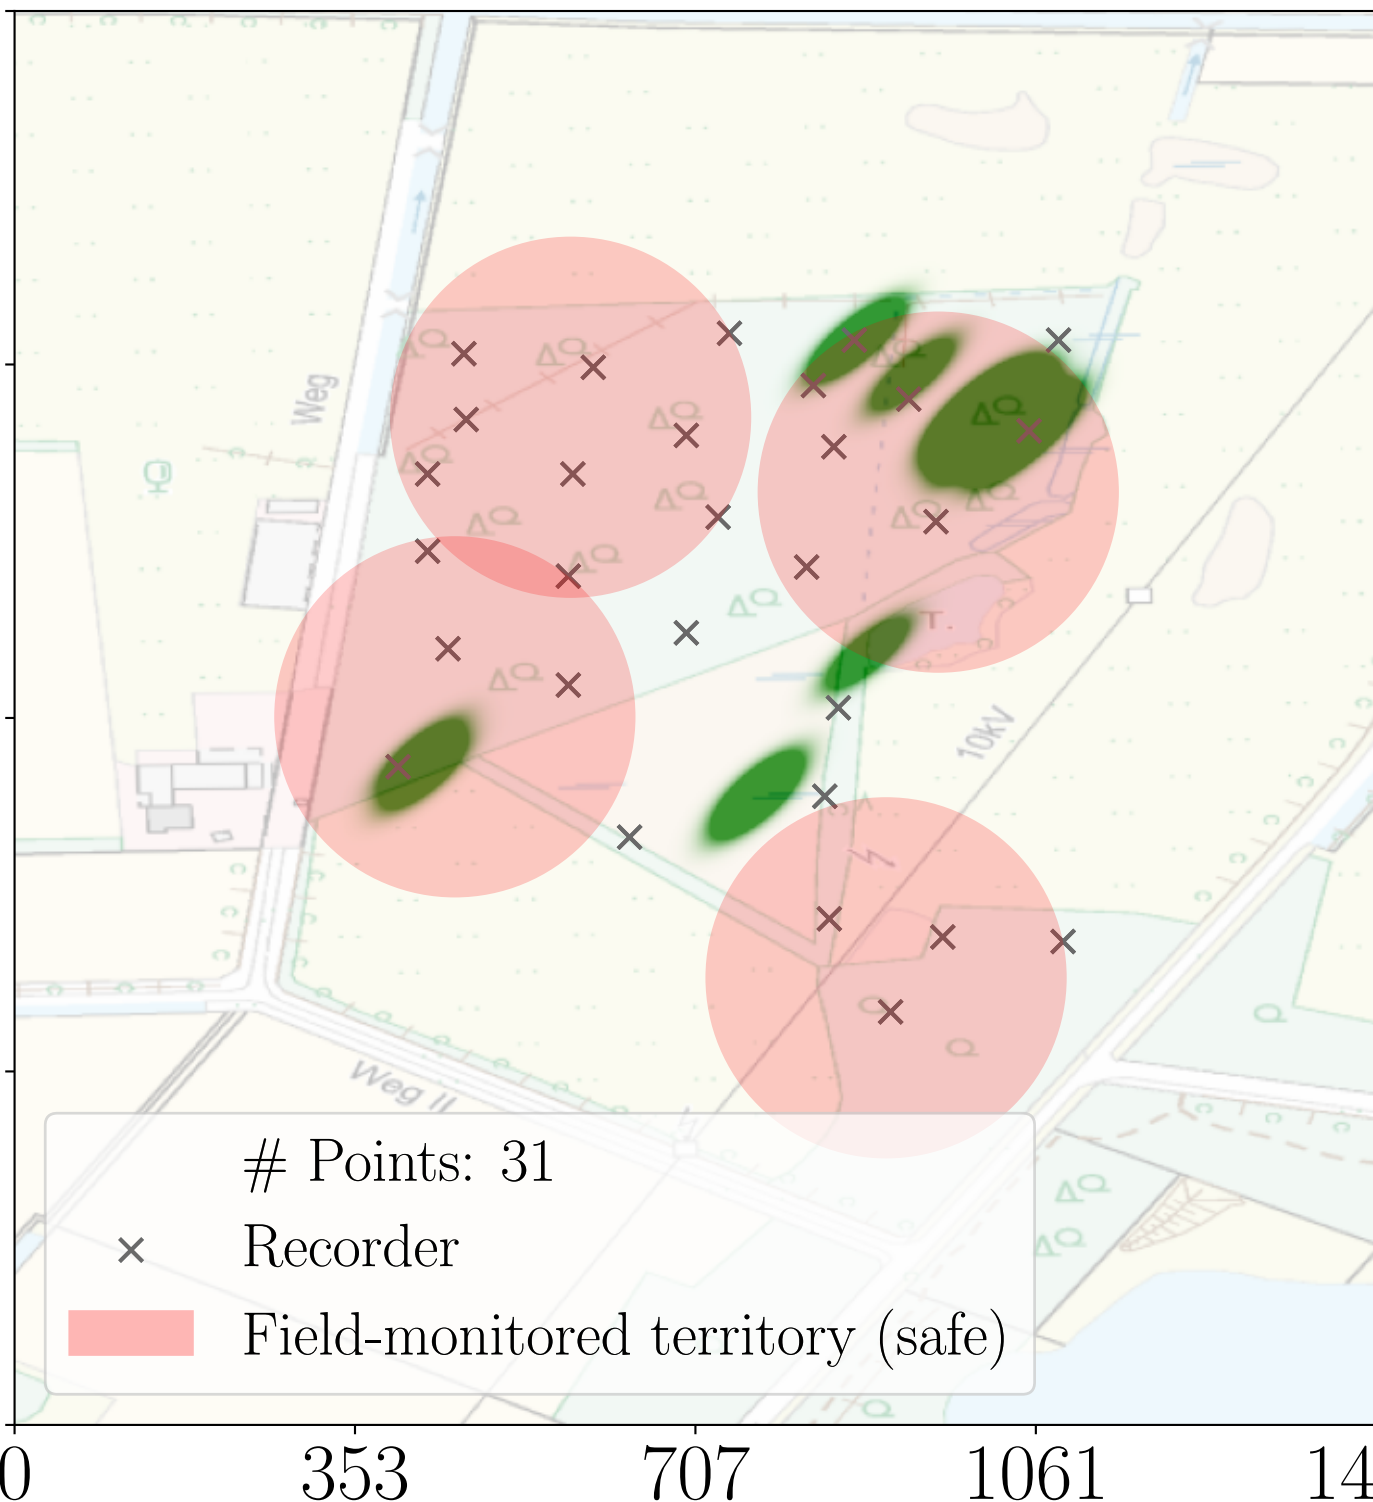 Weg
T.
10kV
Weg II
# Points: 31
Recorder
Field-monitored territory (safe)
0 353 707 1061 14